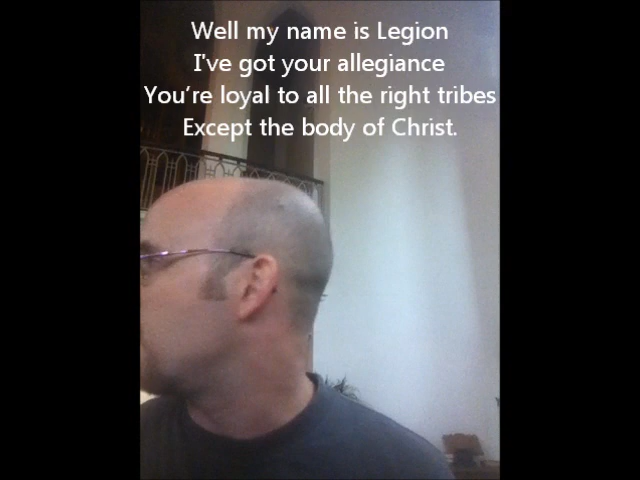 Well my name is Legion
I've got your allegiance
You’re loyal to all the right tribes
Except the body of Christ.